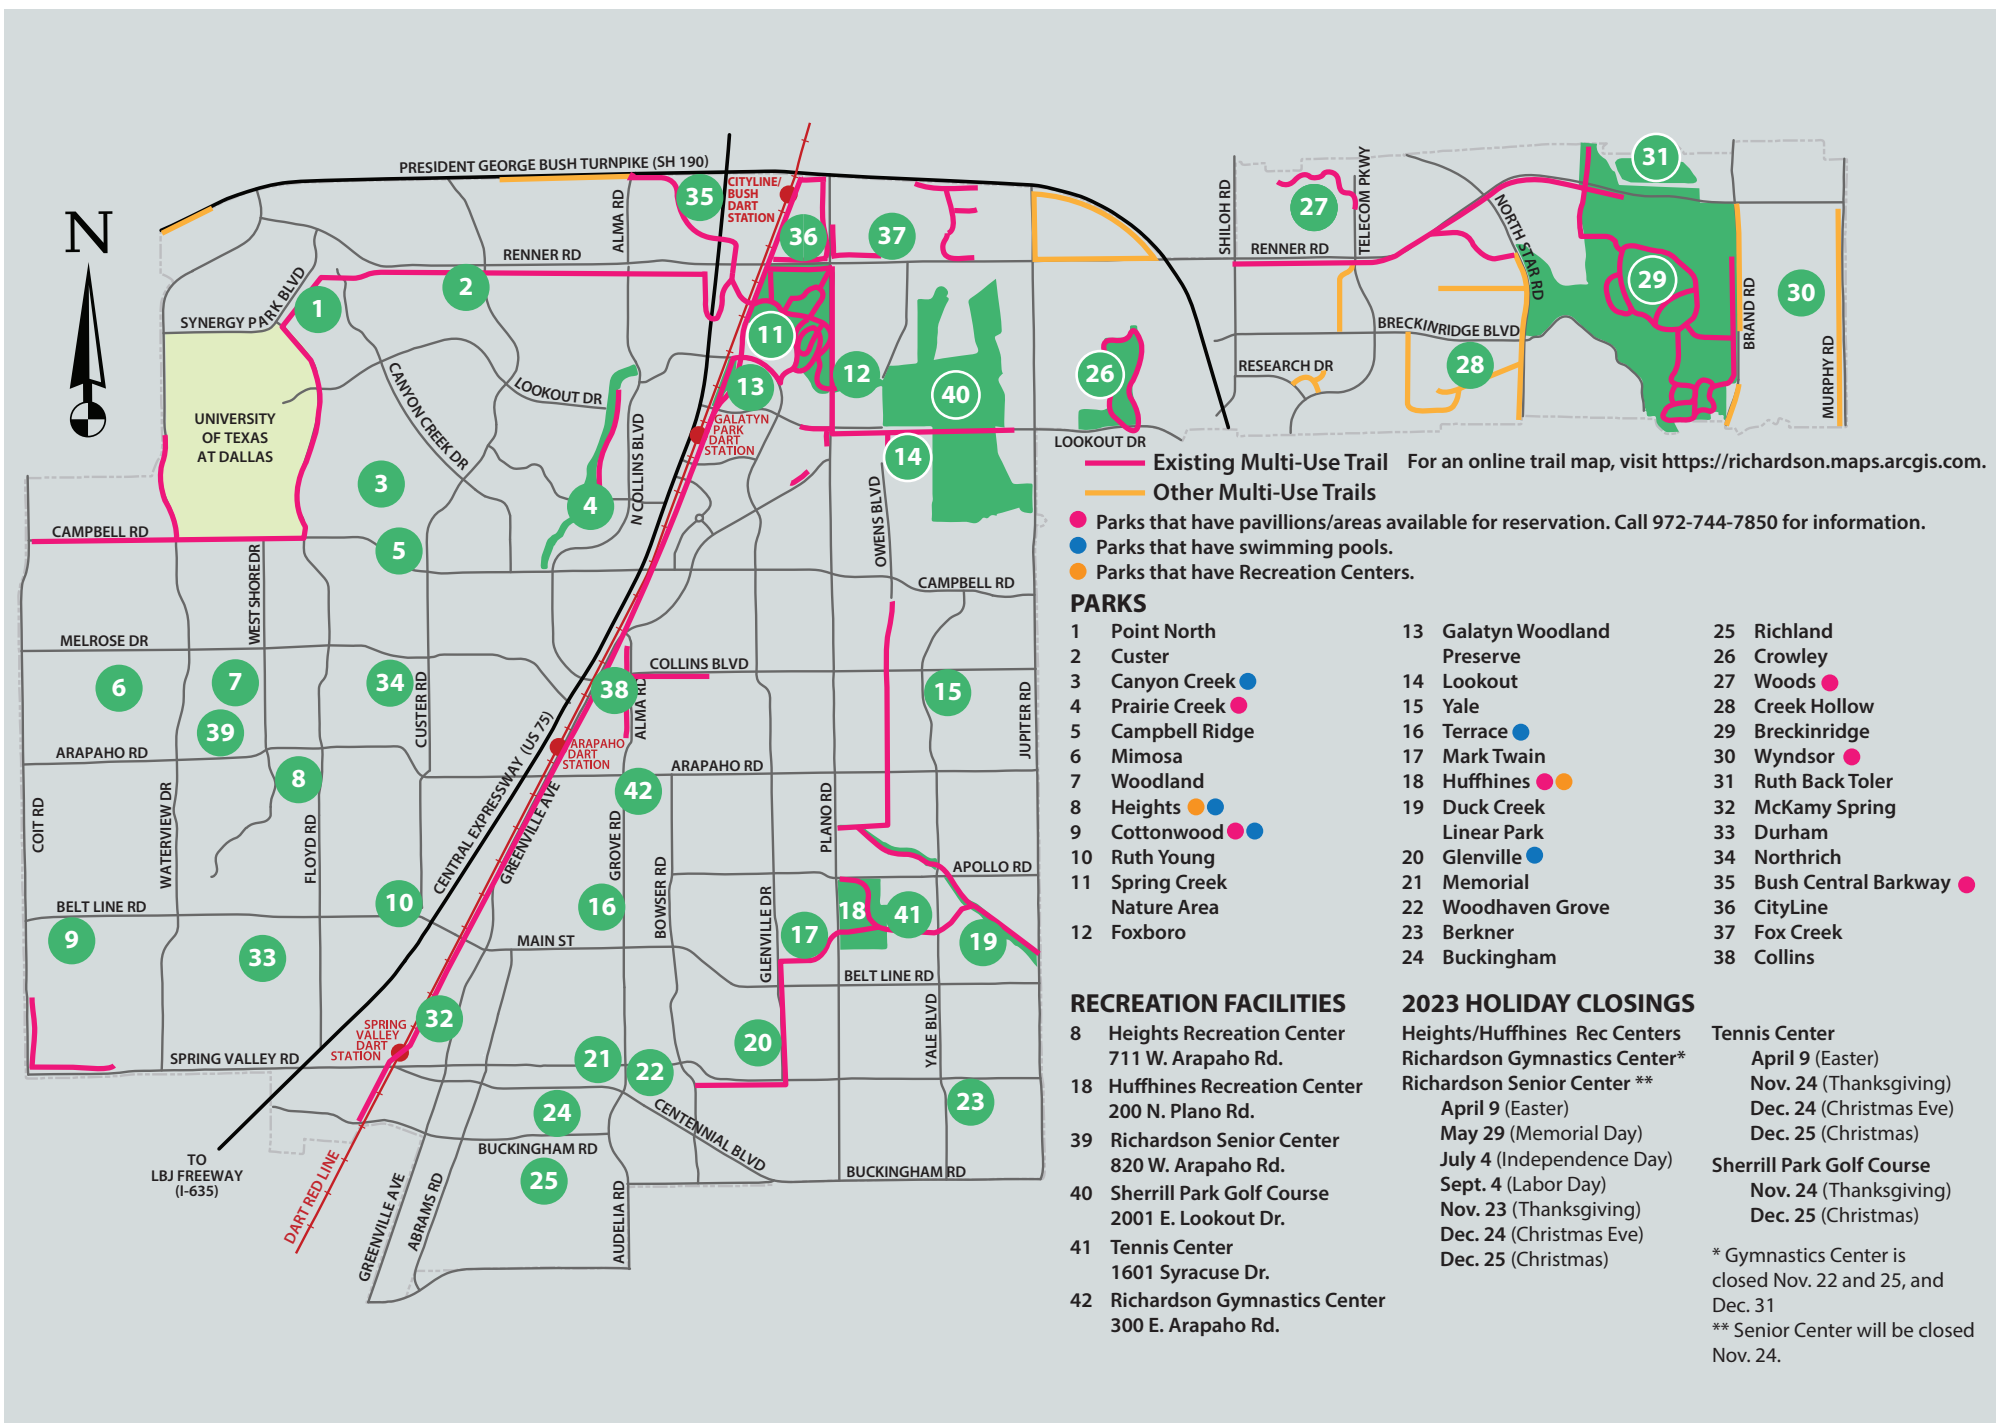 PRESIDENT GEORGE BUSH TURNPIKE (SH 190)
CITYLINE/
BUSH
DART
STATION
35
36
37
ALMA RD
RENNER RD
N
SYNERGY PARK BLVD
1
2
11
12
13
40
26
14
LOOKOUT DR
CANYON CREEK DR
N COLLINS BLVD
GALATYN
PARK
DART
STATION
UNIVERSITY
OF TEXAS
AT DALLAS
LOOKOUT DR
OWENS BLVD
3
4
5
CAMPBELL RD
WESTSHORE DR
CAMPBELL RD
MELROSE DR
COLLINS BLVD
6
7
34
38
15
39
CUSTER RD
ALMA RD
JUPITER RD
ARAPAHO RD
CENTRAL EXPRESSWAY (US 75)
ARAPAHO
DART
STATION
ARAPAHO RD
8
42
COIT RD
WATERVIEW DR
FLOYD RD
GREENVILLE AVE
GROVE RD
PLANO RD
BOWSER RD
APOLLO RD
GLENVILLE DR
BELT LINE RD
10
16
18
41
9
33
MAIN ST
17
19
BELT LINE RD
32
SPRING
VALLEY
DART
STATION
YALE BLVD
20
SPRING VALLEY RD
21
22
23
24
CENTENNIAL BLVD
BUCKINGHAM RD
BUCKINGHAM RD
25
TO
LBJ FREEWAY
(I-635)
DART RED LINE
GREENVILLE AVE
ABRAMS RD
AUDELIA RD
SHILOH RD
TELECOM PKWY
NORTH STAR RD
31
27
RENNER RD
29
30
BRAND RD
MURPHY RD
BRECKINRIDGE BLVD
RESEARCH DR
28
Existing Multi-Use Trail
For an online trail map, visit https://richardson.maps.arcgis.com.
Other Multi-Use Trails
Parks that have pavillions/areas available for reservation. Call 972-744-7850 for information.
Parks that have swimming pools.
Parks that have Recreation Centers.
PARKS
1 Point North
2 Custer
3 Canyon Creek
4 Prairie Creek
5 Campbell Ridge
6 Mimosa
7 Woodland
8 Heights
9 Cottonwood
10 Ruth Young
11 Spring Creek
Nature Area
12 Foxboro
13 Galatyn Woodland
Preserve
14 Lookout
15 Yale
16 Terrace
17 Mark Twain
18 Huffhines
19 Duck Creek
Linear Park
20 Glenville
21 Memorial
22 Woodhaven Grove
23 Berkner
24 Buckingham
25 Richland
26 Crowley
27 Woods
28 Creek Hollow
29 Breckinridge
30 Wyndsor
31 Ruth Back Toler
32 McKamy Spring
33 Durham
34 Northrich
35 Bush Central Barkway
36 CityLine
37 Fox Creek
38 Collins
RECREATION FACILITIES
8 Heights Recreation Center
711 W. Arapaho Rd.
18 Huffhines Recreation Center
200 N. Plano Rd.
39 Richardson Senior Center
820 W. Arapaho Rd.
40 Sherrill Park Golf Course
2001 E. Lookout Dr.
41 Tennis Center
1601 Syracuse Dr.
42 Richardson Gymnastics Center
300 E. Arapaho Rd.
2023 HOLIDAY CLOSINGS
Heights/Huffhines Rec Centers
Richardson Gymnastics Center*
Richardson Senior Center **
April 9 (Easter)
May 29 (Memorial Day)
July 4 (Independence Day)
Sept. 4 (Labor Day)
Nov. 23 (Thanksgiving)
Dec. 24 (Christmas Eve)
Dec. 25 (Christmas)
Tennis Center
April 9 (Easter)
Nov. 24 (Thanksgiving)
Dec. 24 (Christmas Eve)
Dec. 25 (Christmas)
Sherrill Park Golf Course
Nov. 24 (Thanksgiving)
Dec. 25 (Christmas)
* Gymnastics Center is
closed Nov. 22 and 25, and
Dec. 31
** Senior Center will be closed
Nov. 24.